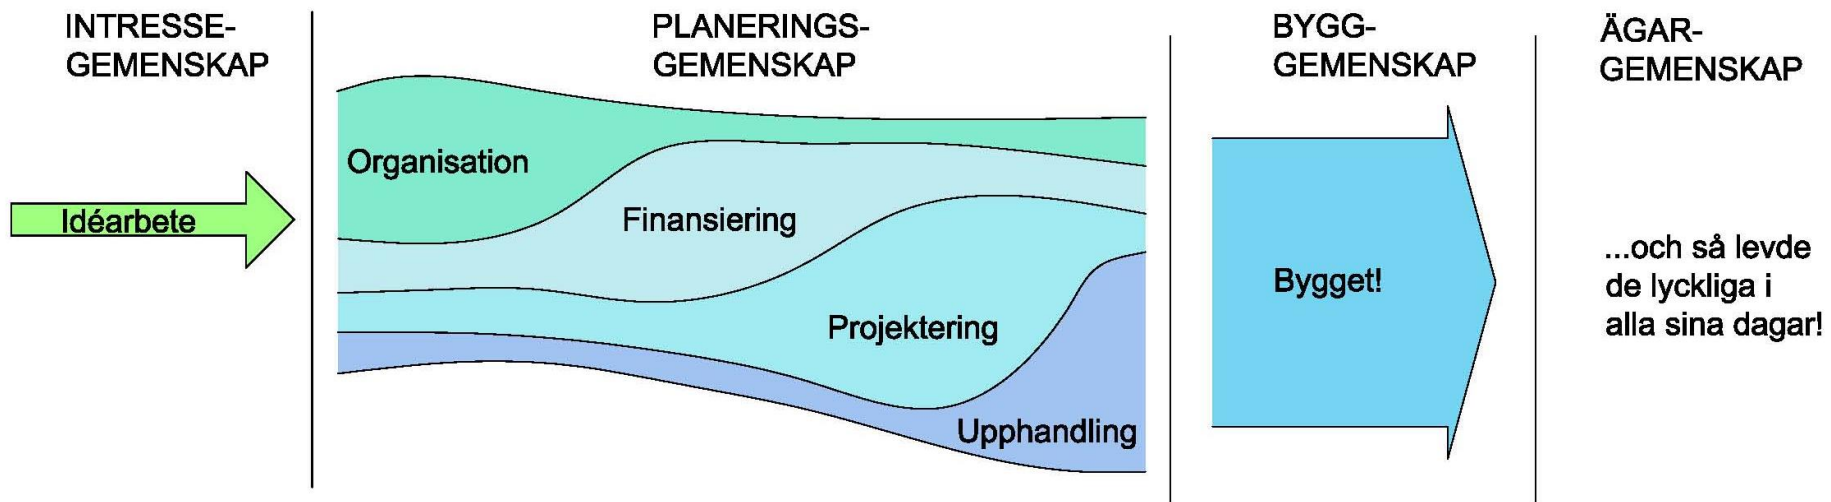 INTRESSE-
GEMENSKAP
Idéarbete
PLANERINGS-
GEMENSKAP
Organisation
Finansiering
Projektering
Upphandling
BYGG-
GEMENSKAP
Bygget!
ÄGAR-
GEMENSKAP
...och så levde
de lyckliga i
alla sina dagar!